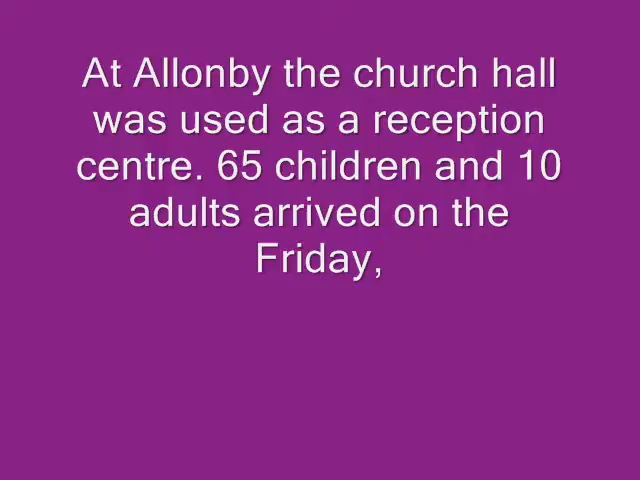 At Allonby the church hall
was used as a reception
centre. 65 children and 10
adults arrived on the
Friday,